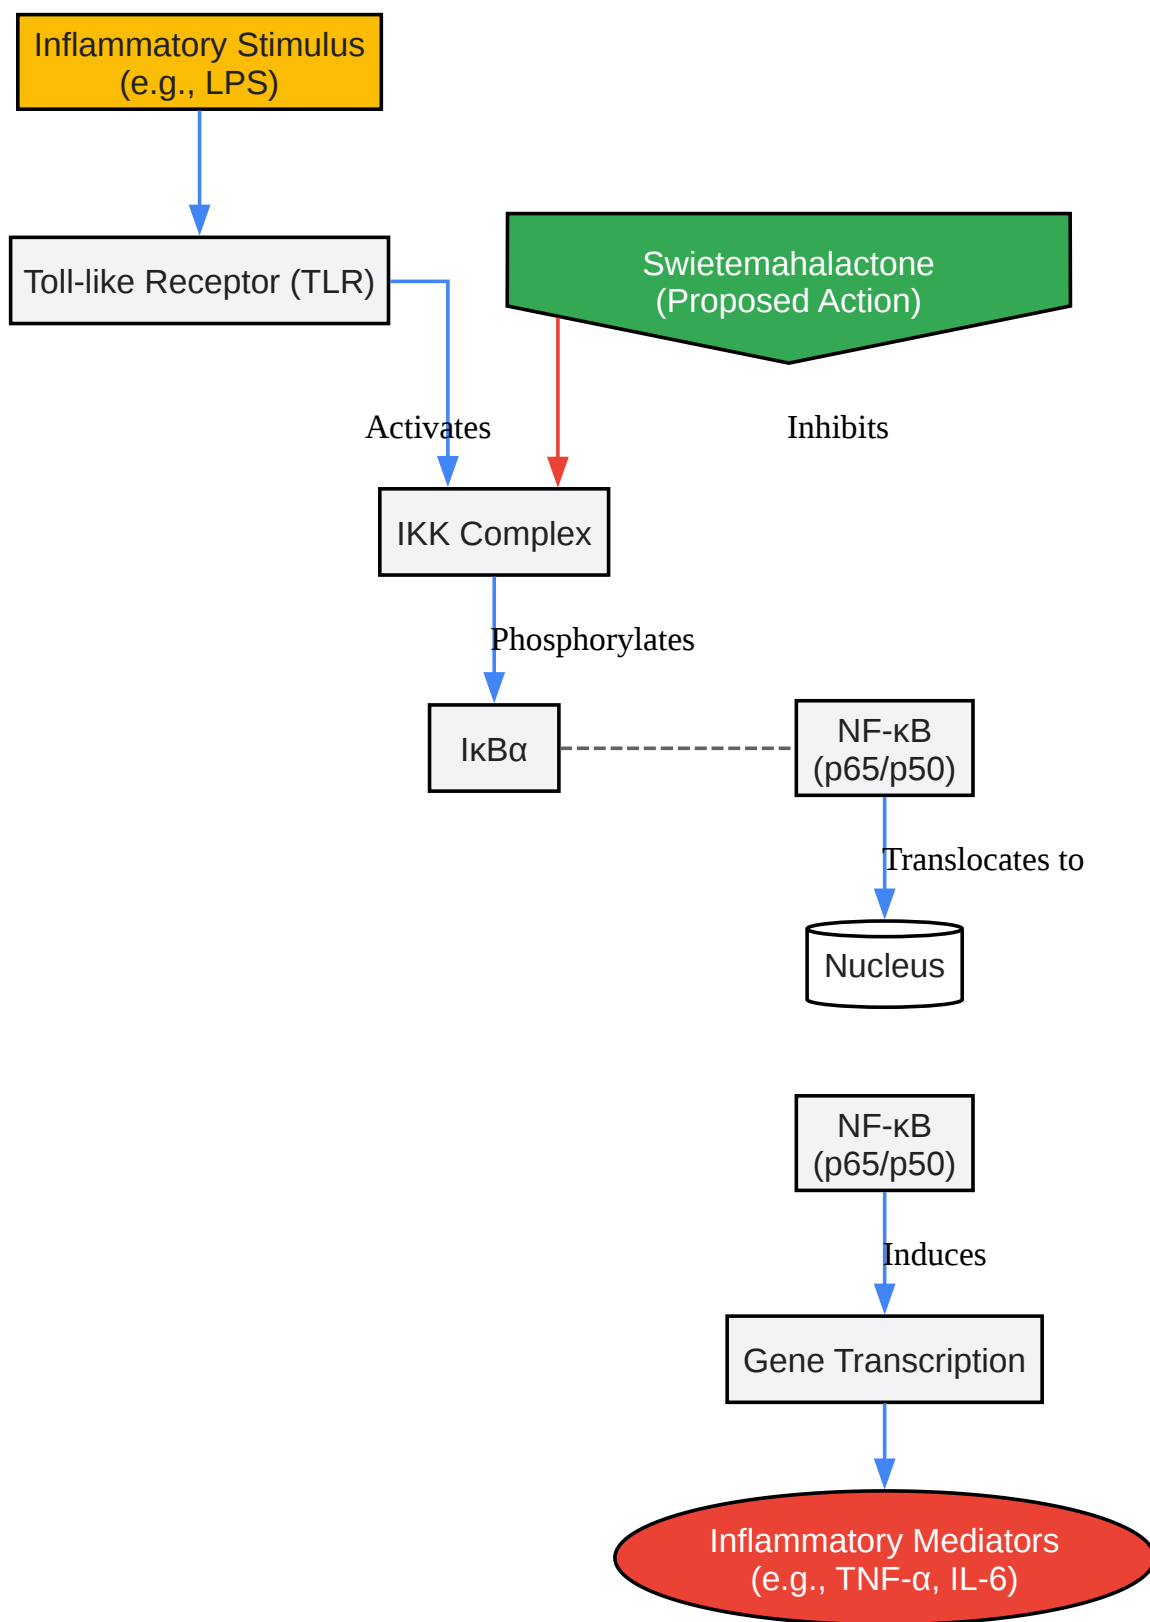 Inflammatory Stimulus
(e.g., LPS)
Toll-like Receptor (TLR)
Swietemahalactone
(Proposed Action)
Activates
Inhibits
IKK Complex
Phosphorylates
IκBα
NF-κB
(p65/p50)
Translocates to
Nucleus
NF-κB
(p65/p50)
Induces
Gene Transcription
Inflammatory Mediators
(e.g., TNF-α, IL-6)